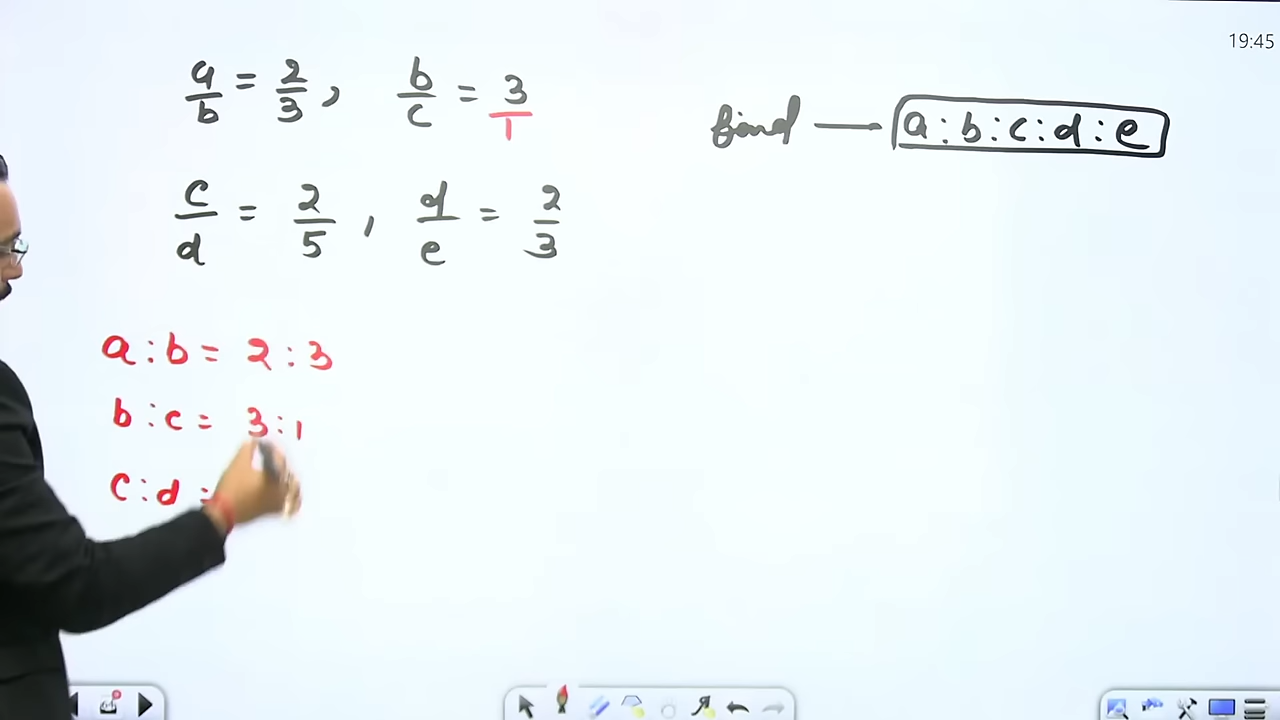 19:45
a/b = 2/3, b/c = 3/1
find — a:b:c:d:e
c/d = 2/5, d/e = 2/3
a:b = 2:3
b:c = 3:1
c:d =